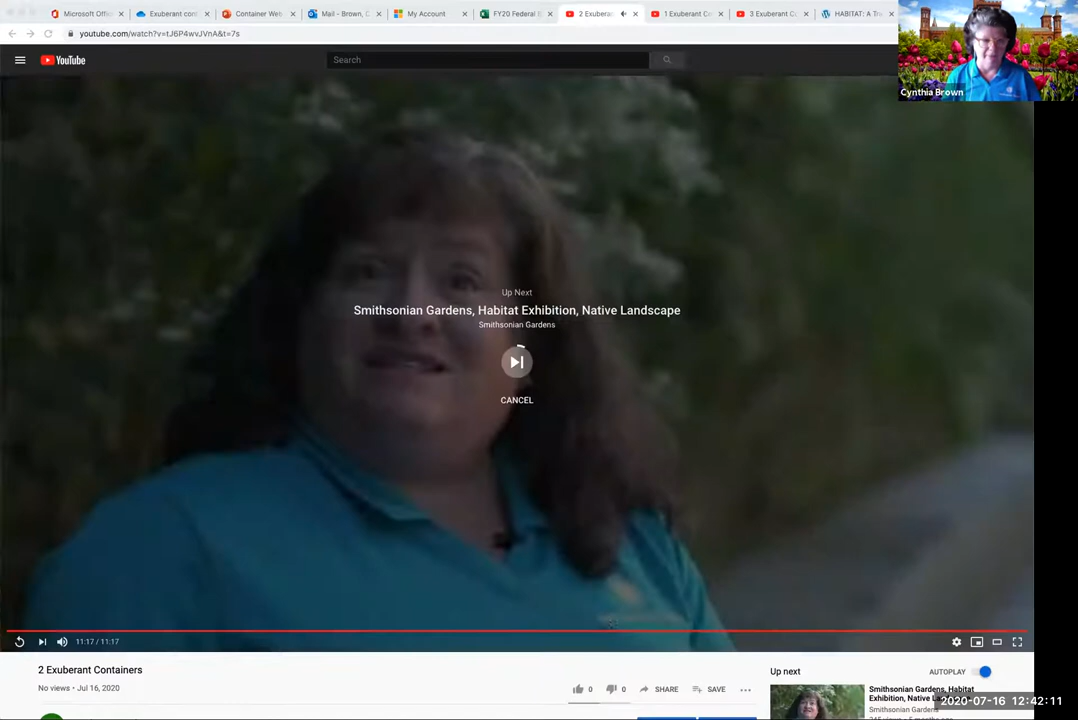 Microsoft Offic
Exuberant con
Container Web
Mail - Brown, C
My Account
FY20 Federal
2 Exuberan
1 Exuberant Co
3 Exuberant Co
HABITAT: A Tr
youtube.com/watch?v=tJ6P4wvJVnA&t=7s
YouTube
Search
Cynthia Brown
Up Next
Smithsonian Gardens, Habitat Exhibition, Native Landscape
Smithsonian Gardens
CANCEL
11:17 / 11:17
2 Exuberant Containers
No views • Jul 16, 2020
0
0
SHARE
SAVE
Up next
AUTOPLAY
Smithsonian Gardens, Habitat
Exhibition, Native
Smithsonian Gardens
2020-07-16 12:42:11